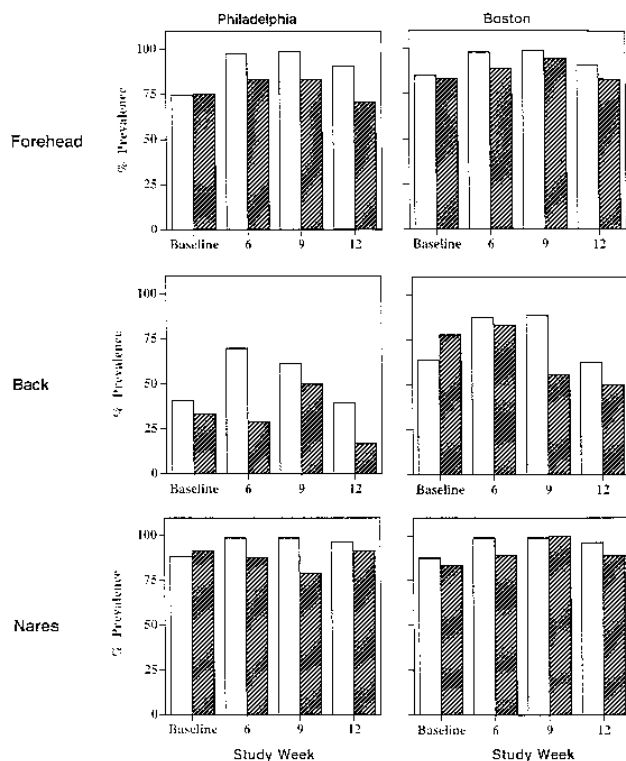 Philadelphia Boston
Forehead
% Prevalence
100
75
50
25
0
Baseline 6 9 12
Baseline 6 9 12
Back
% Prevalence
100
75
50
25
0
Baseline 6 9 12
Baseline 6 9 12
Nares
% Prevalence
100
75
50
25
0
Baseline 6 9 12
Baseline 6 9 12
Study Week Study Week